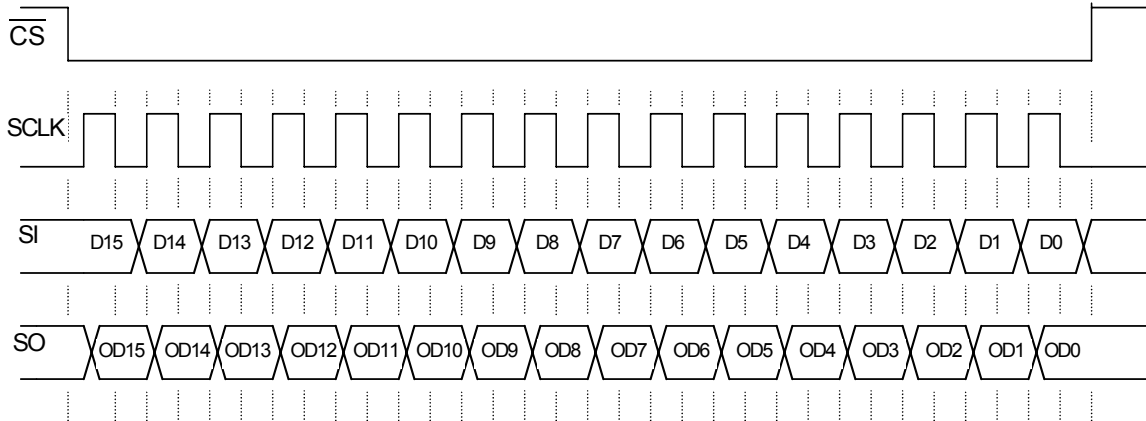 C̅S̅
SCLK
SI D15 D14 D13 D12 D11 D10 D9 D8 D7 D6 D5 D4 D3 D2 D1 D0
SO OD15 OD14 OD13 OD12 OD11 OD10 OD9 OD8 OD7 OD6 OD5 OD4 OD3 OD2 OD1 OD0